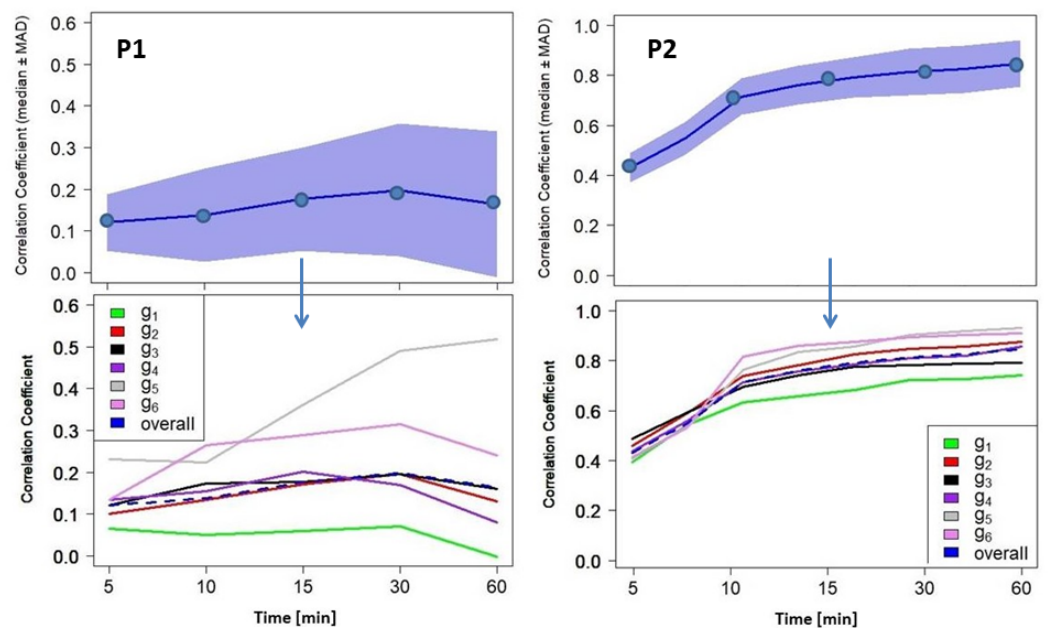 P1
Correlation Coefficient (median ± MAD)
0.6
0.5
0.4
0.3
0.2
0.1
0.0
P2
Correlation Coefficient (median ± MAD)
1.0
0.8
0.6
0.4
0.2
0.0
Correlation Coefficient
0.6
0.5
0.4
0.3
0.2
0.1
0.0
g1
g2
g3
g4
g5
g6
overall
5 10 15 30 60
Time [min]
Correlation Coefficient
1.0
0.8
0.6
0.4
0.2
0.0
g1
g2
g3
g4
g5
g6
overall
5 10 15 30 60
Time [min]